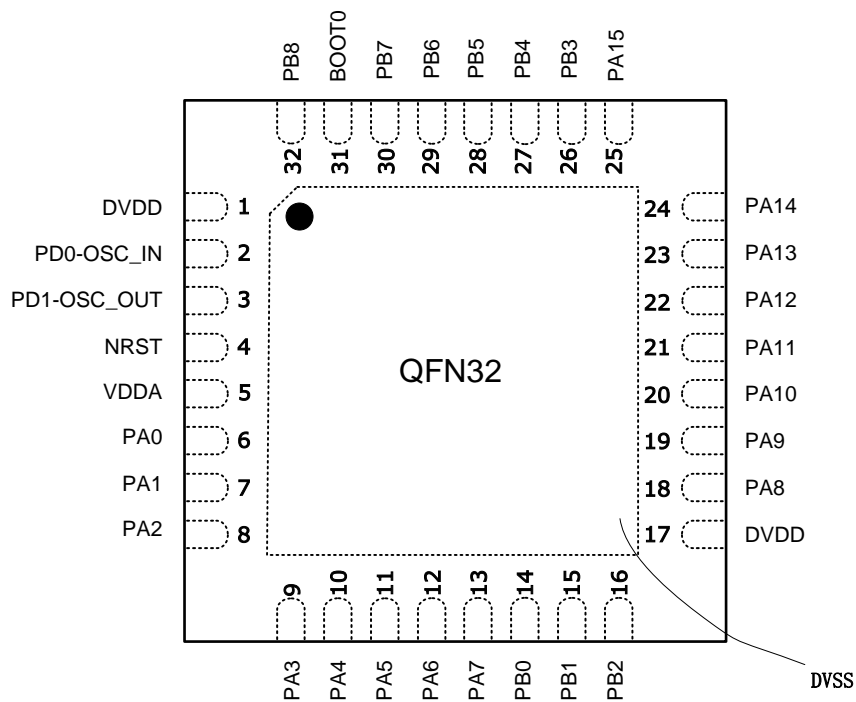 PB8 BOOT0 PB7 PB6 PB5 PB4 PB3 PA15
32 31 30 29 28 27 26 25
DVDD 1
PD0-OSC_IN 2
PD1-OSC_OUT 3
NRST 4
VDDA 5
PA0 6
PA1 7
PA2 8
QFN32
24 PA14
23 PA13
22 PA12
21 PA11
20 PA10
19 PA9
18 PA8
17 DVDD
9 10 11 12 13 14 15 16
PA3 PA4 PA5 PA6 PA7 PB0 PB1 PB2
DVSS